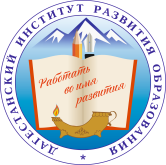 ДАГЕСТАНСКИЙ ИНСТИТУТ РАЗВИТИЯ ОБРАЗОВАНИЯ
Работать
во имя
развития